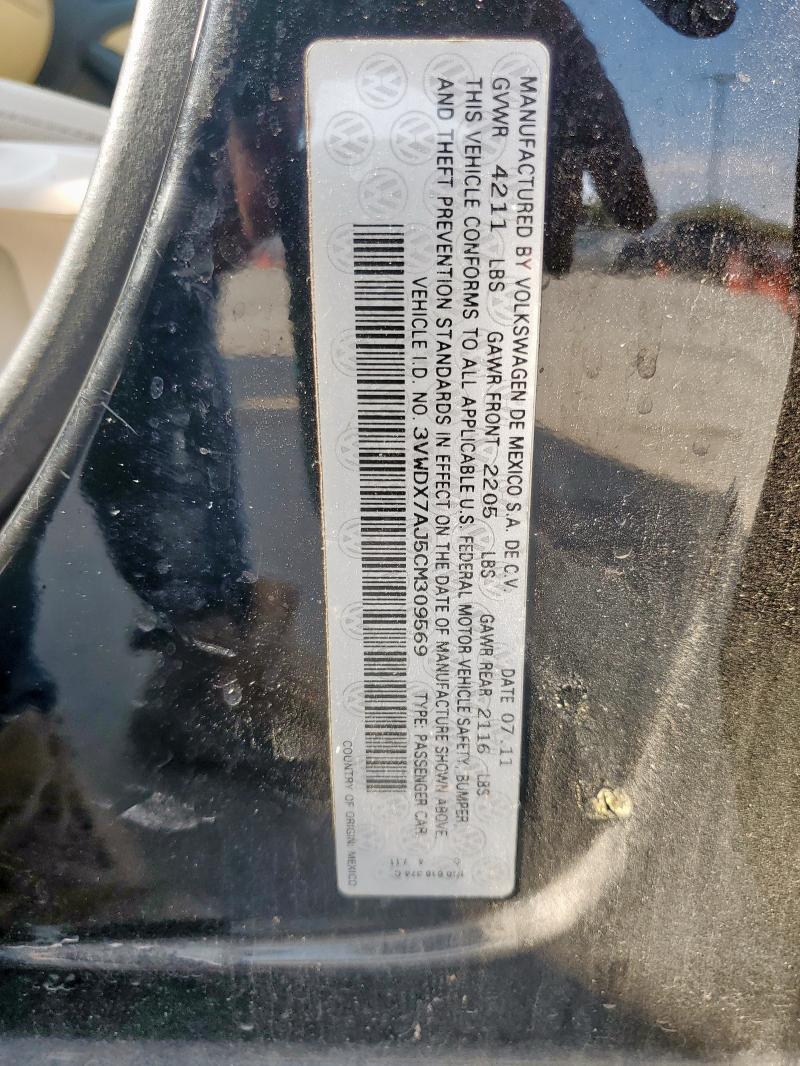 MANUFACTURED BY VOLKSWAGEN DE MEXICO S.A. DE C.V. DATE 07.11
GVWR 4211 LBS GAWR FRONT 2205 LBS GAWR REAR 2116 LBS
THIS VEHICLE CONFORMS TO ALL APPLICABLE U.S. FEDERAL MOTOR VEHICLE SAFETY, BUMPER,
AND THEFT PREVENTION STANDARDS IN EFFECT ON THE DATE OF MANUFACTURE SHOWN ABOVE.
VEHICLE I.D. NO. 3VWDX7AJ5CM309569 TYPE: PASSENGER CAR
COUNTRY OF ORIGIN: MEXICO